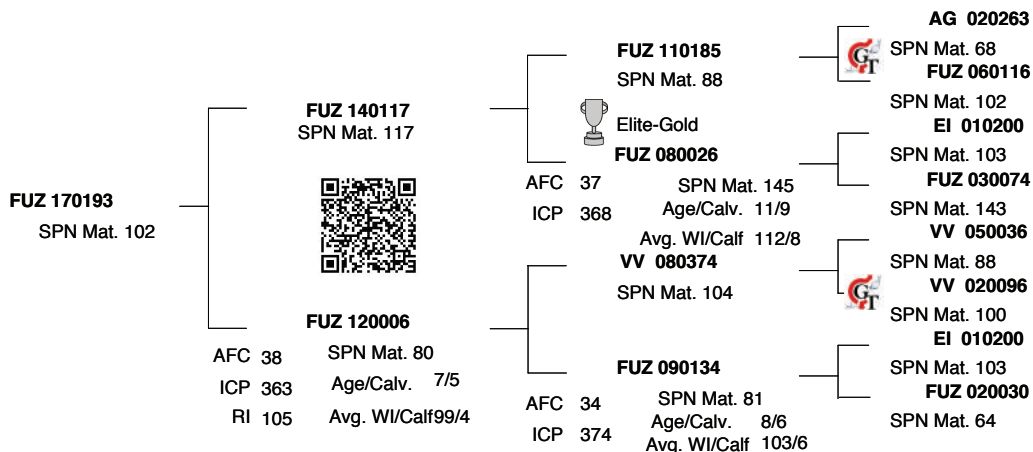 FUZ 170193
SPN Mat. 102
FUZ 140117
SPN Mat. 117
FUZ 120006
AFC 38 SPN Mat. 80
ICP 363 Age/Calv. 7/5
RI 105 Avg. WI/Calf 99/4
FUZ 110185
SPN Mat. 88
Elite-Gold
FUZ 080026
AFC 37 SPN Mat. 145
ICP 368 Age/Calv. 11/9
Avg. WI/Calf 112/8
VV 080374
SPN Mat. 104
FUZ 090134
AFC 34 SPN Mat. 81
ICP 374 Age/Calv. 8/6
Avg. WI/Calf 103/6
AG 020263
GT
SPN Mat. 68
FUZ 060116
SPN Mat. 102
EI 010200
SPN Mat. 103
FUZ 030074
SPN Mat. 143
VV 050036
SPN Mat. 88
GT
VV 020096
SPN Mat. 100
EI 010200
SPN Mat. 103
FUZ 020030
SPN Mat. 64